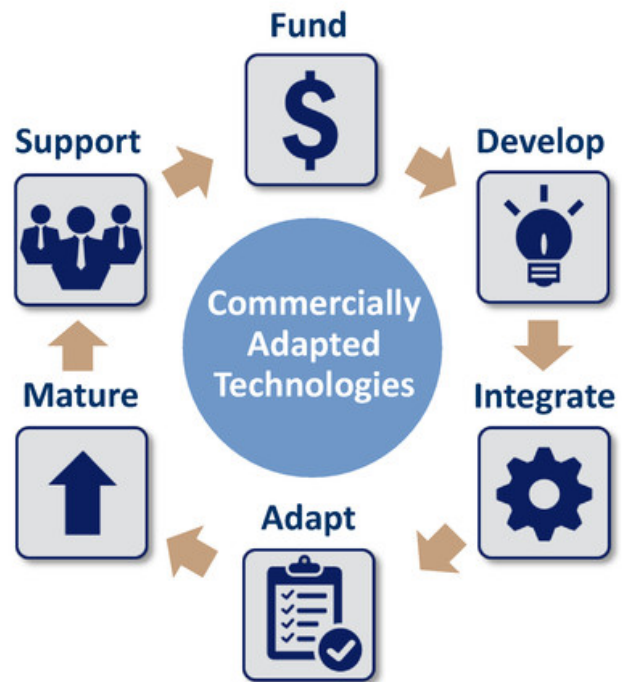 Fund
Support
Develop
Commercially
Adapted
Technologies
Mature
Integrate
Adapt
$